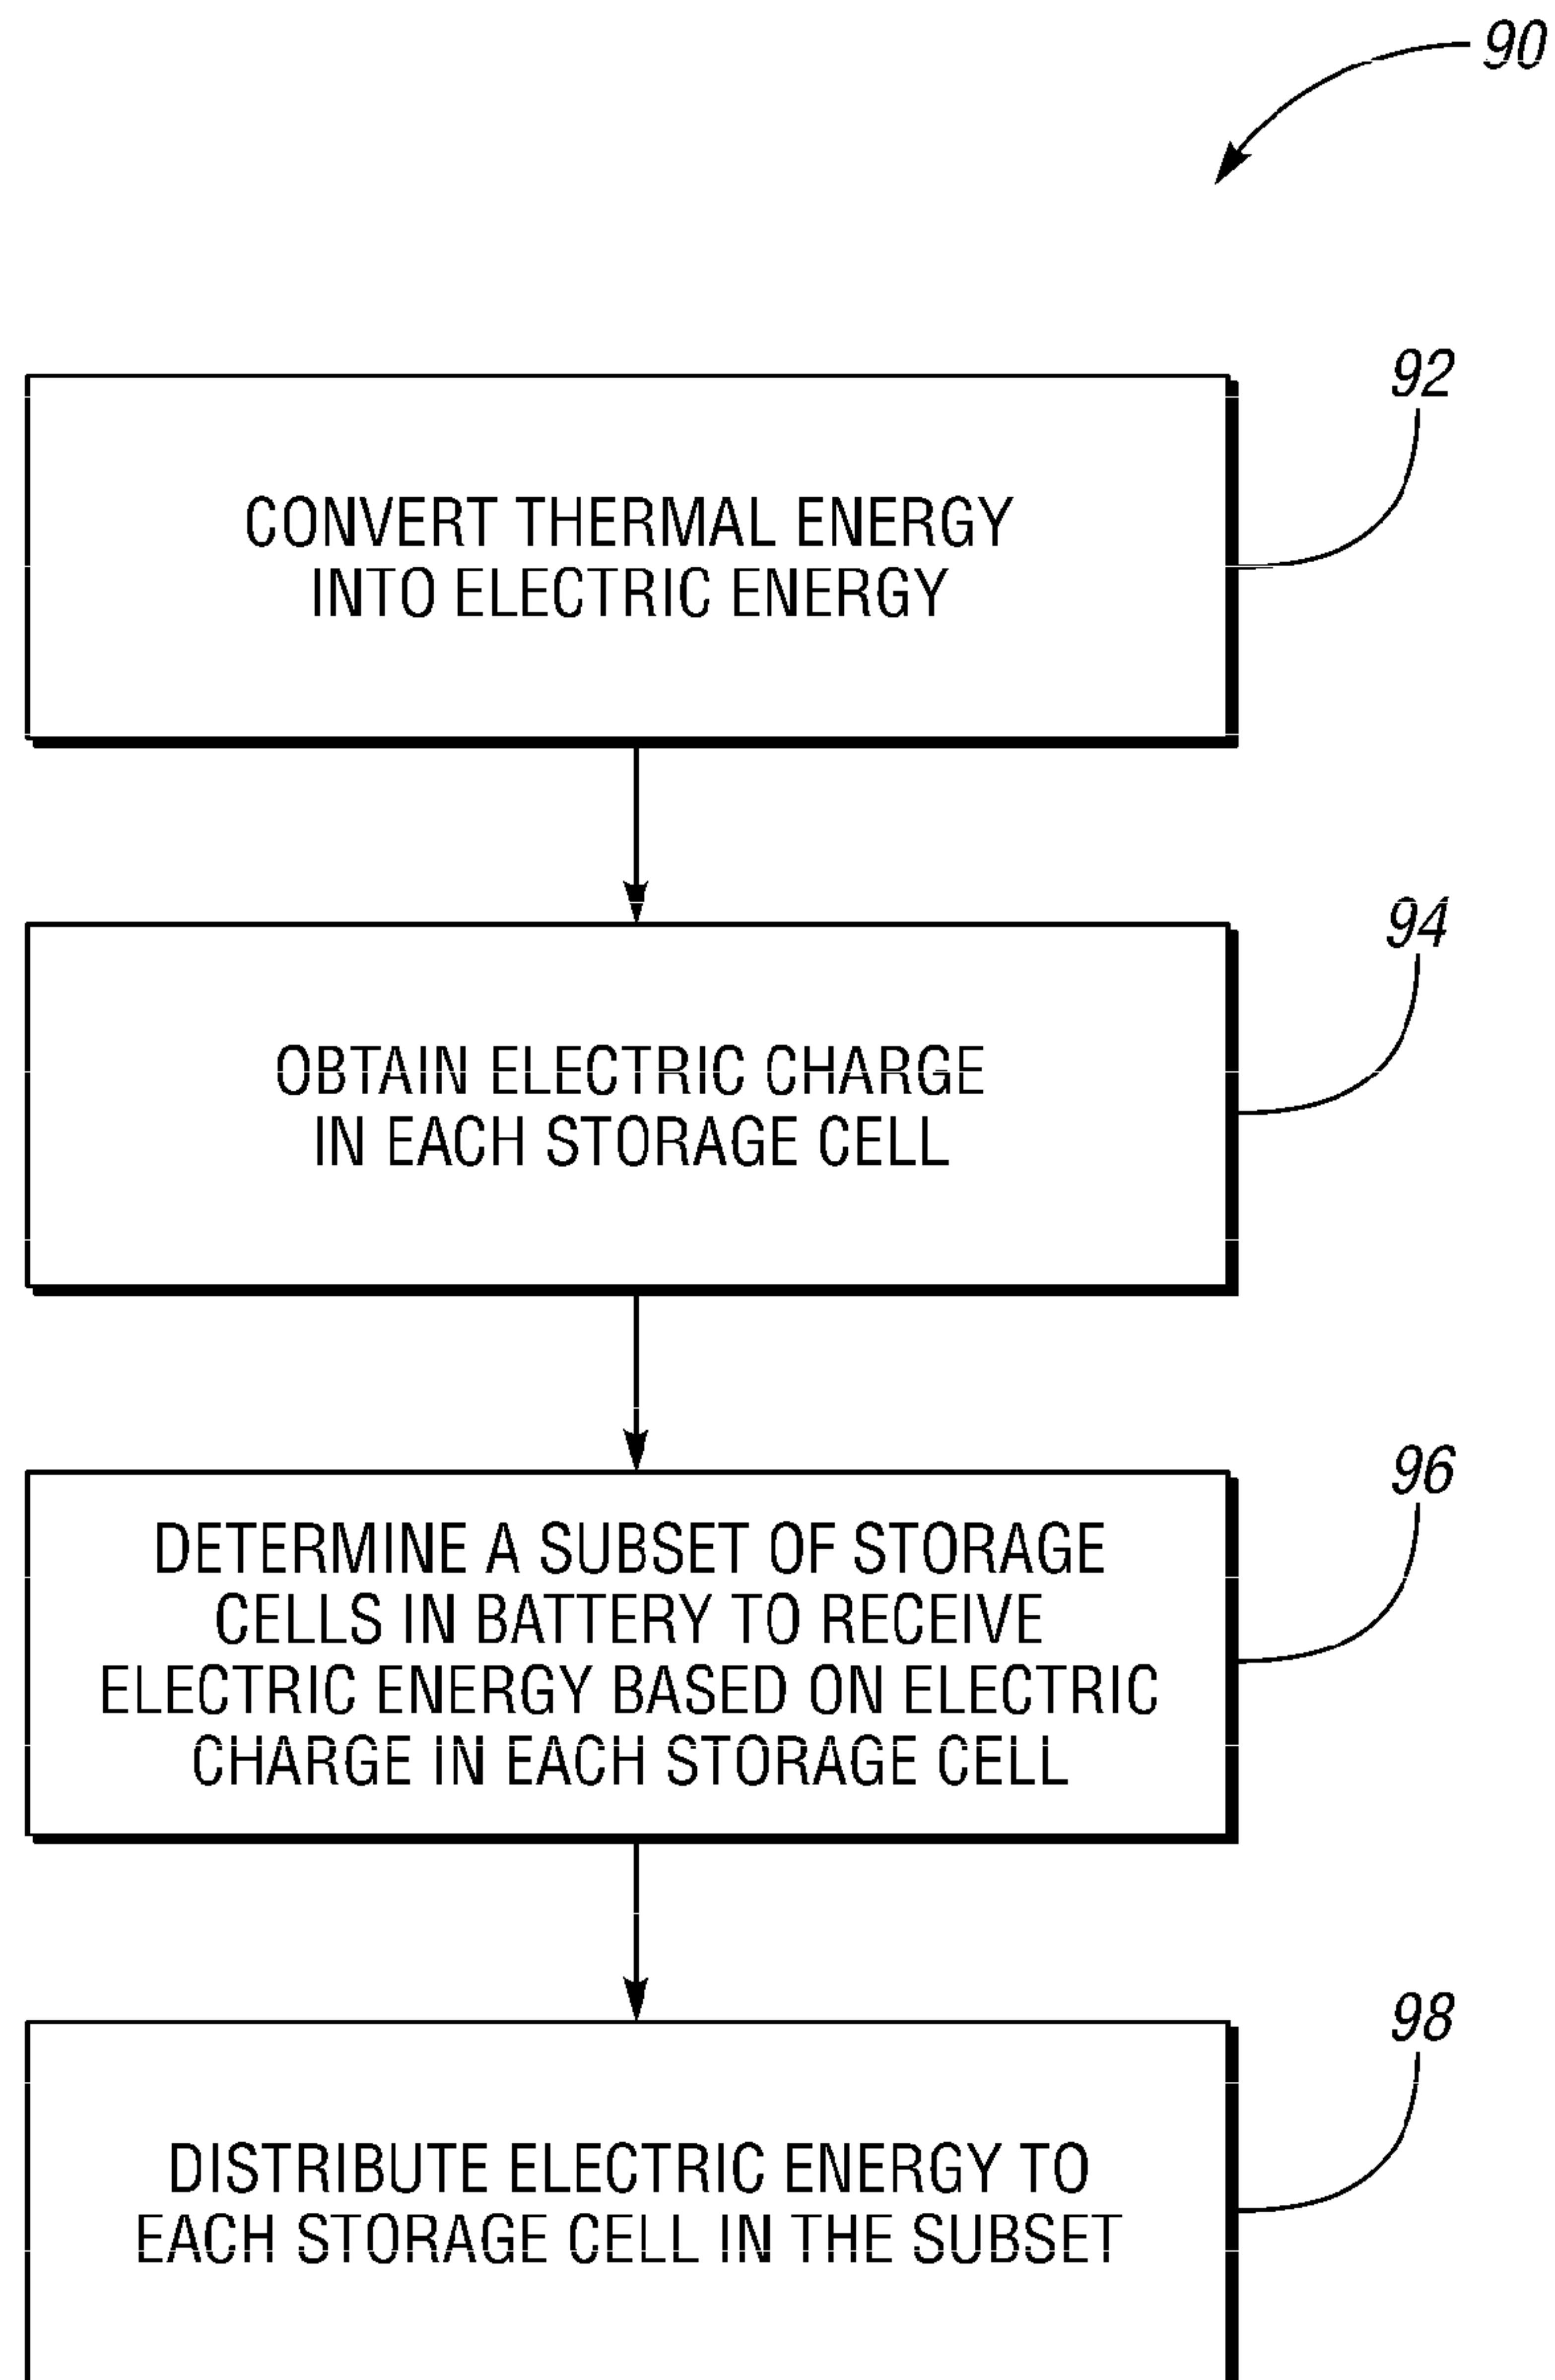 90
92
CONVERT THERMAL ENERGY
INTO ELECTRIC ENERGY
94
OBTAIN ELECTRIC CHARGE
IN EACH STORAGE CELL
96
DETERMINE A SUBSET OF STORAGE
CELLS IN BATTERY TO RECEIVE
ELECTRIC ENERGY BASED ON ELECTRIC
CHARGE IN EACH STORAGE CELL
98
DISTRIBUTE ELECTRIC ENERGY TO
EACH STORAGE CELL IN THE SUBSET